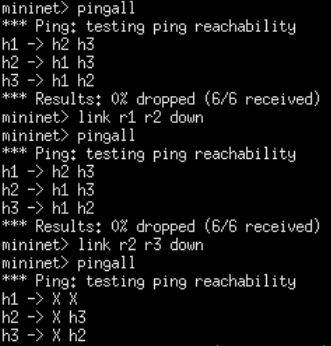 mininet> pingall
*** Ping: testing ping reachability
h1 -> h2 h3
h2 -> h1 h3
h3 -> h1 h2
*** Results: 0% dropped (6/6 received)
mininet> link r1 r2 down
mininet> pingall
*** Ping: testing ping reachability
h1 -> h2 h3
h2 -> h1 h3
h3 -> h1 h2
*** Results: 0% dropped (6/6 received)
mininet> link r2 r3 down
mininet> pingall
*** Ping: testing ping reachability
h1 -> X X
h2 -> X h3
h3 -> X h2